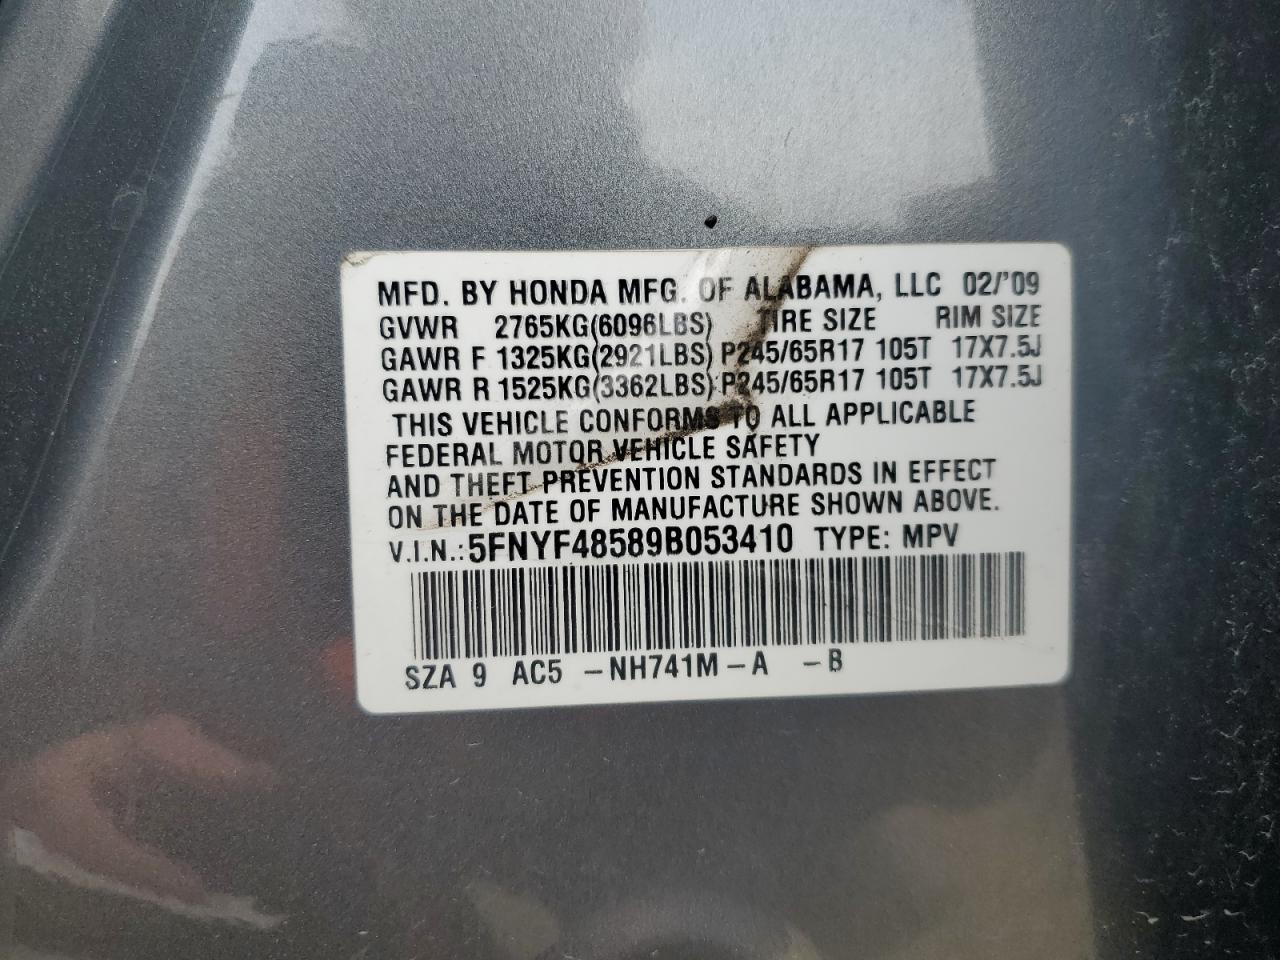 MFD. BY HONDA MFG. OF ALABAMA, LLC 02/'09
GVWR 2765KG(6096LBS) TIRE SIZE RIM SIZE
GAWR F 1325KG(2921LBS) P245/65R17 105T 17X7.5J
GAWR R 1525KG(3362LBS) P245/65R17 105T 17X7.5J
THIS VEHICLE CONFORMS TO ALL APPLICABLE
FEDERAL MOTOR VEHICLE SAFETY
AND THEFT PREVENTION STANDARDS IN EFFECT
ON THE DATE OF MANUFACTURE SHOWN ABOVE.
V.I.N.: 5FNYF48589B053410 TYPE: MPV
SZA 9 AC5 -NH741M-A -B